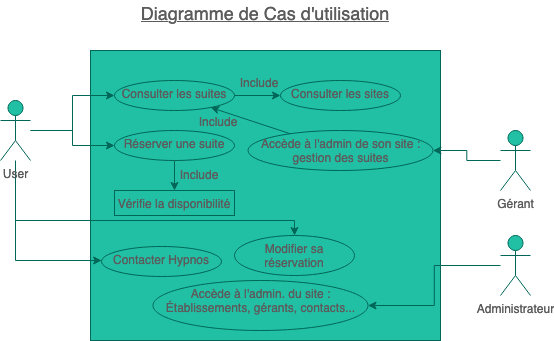 Diagramme de Cas d'utilisation
Consulter les suites
Include
Consulter les sites
Include
Réserver une suite
Accède à l'admin de son site :
gestion des suites
Include
User
Vérifie la disponibilité
Gérant
Modifier sa
réservation
Contacter Hypnos
Accède à l'admin. du site :
Établissements, gérants, contacts...
Administrateur